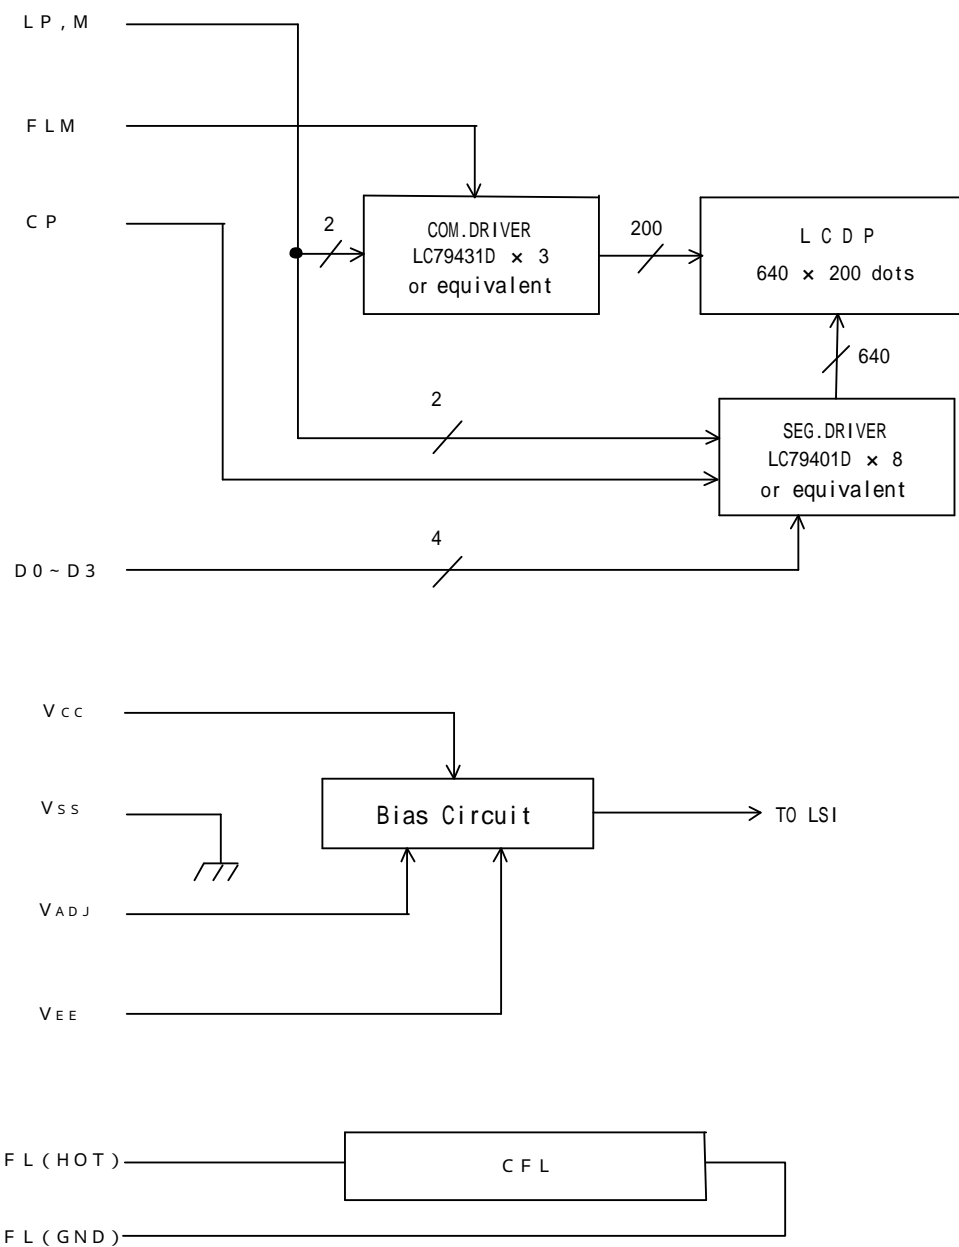 LP,M
FLM
CP
2
COM.DRIVER
LC79431D × 3
or equivalent
200
LCDP
640 × 200 dots
640
2
SEG.DRIVER
LC79401D × 8
or equivalent
4
D0~D3
VCC
VSS
Bias Circuit
TO LSI
VADJ
VEE
FL(HOT)
CFL
FL(GND)